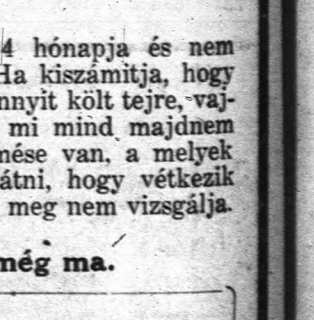 4 hónapja és nem
Ha kiszámitja, hogy
nnyit költ tejre, vaj-
mi mind majdnem
mése van, a melyek
átni, hogy vétkezik
meg nem vizsgálja.
még ma.